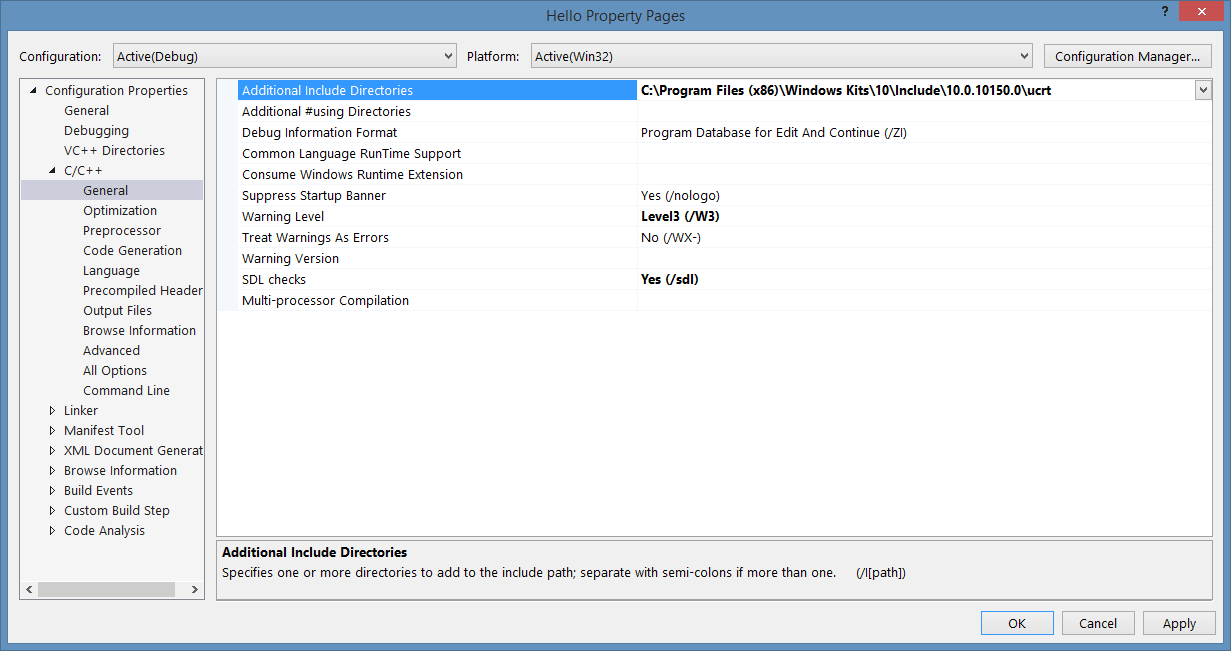 Hello Property Pages
?
Configuration: Active(Debug) Platform: Active(Win32) Configuration Manager...
Configuration Properties
General
Debugging
VC++ Directories
C/C++
General
Optimization
Preprocessor
Code Generation
Language
Precompiled Header
Output Files
Browse Information
Advanced
All Options
Command Line
Linker
Manifest Tool
XML Document Generat
Browse Information
Build Events
Custom Build Step
Code Analysis
Additional Include Directories C:\Program Files (x86)\Windows Kits\10\Include\10.0.10150.0\ucrt
Additional #using Directories
Debug Information Format Program Database for Edit And Continue (/ZI)
Common Language RunTime Support
Consume Windows Runtime Extension
Suppress Startup Banner Yes (/nologo)
Warning Level Level3 (/W3)
Treat Warnings As Errors No (/WX-)
Warning Version
SDL checks Yes (/sdl)
Multi-processor Compilation
Additional Include Directories
Specifies one or more directories to add to the include path; separate with semi-colons if more than one. (/I[path])
OK Cancel Apply